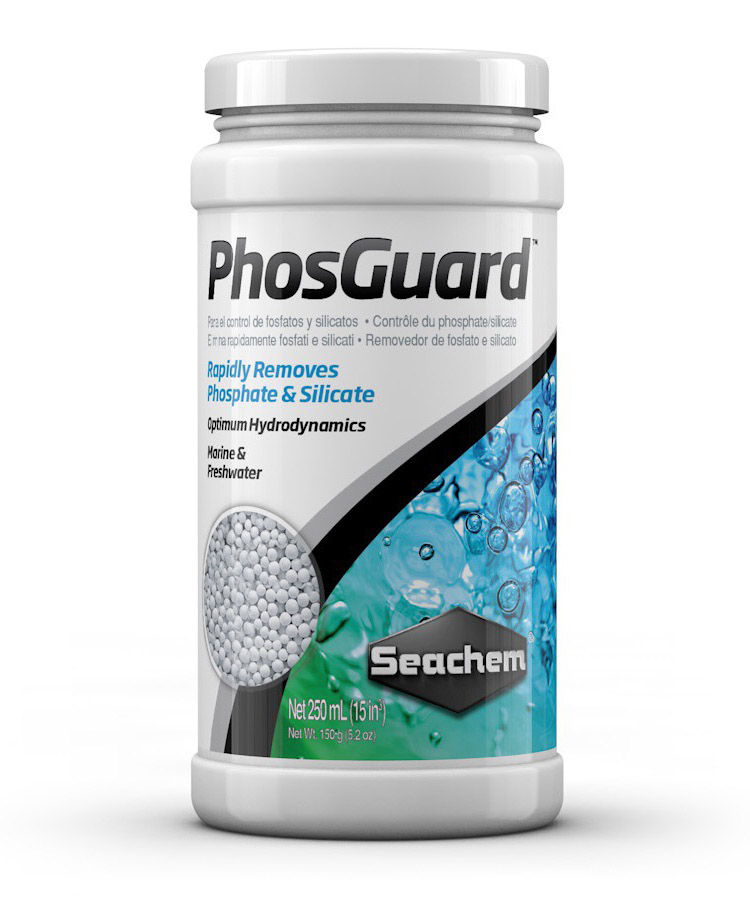 PhosGuard™
Para el control de fosfatos y silicatos • Contrôle du phosphate/silicate
Elimina rapidamente fosfati e silicati • Removedor de fosfato e silicato
Rapidly Removes
Phosphate & Silicate
Optimum Hydrodynamics
Marine &
Freshwater
Seachem®
Net 250 mL (15 in³)
Net Wt. 150 g (5.2 oz)